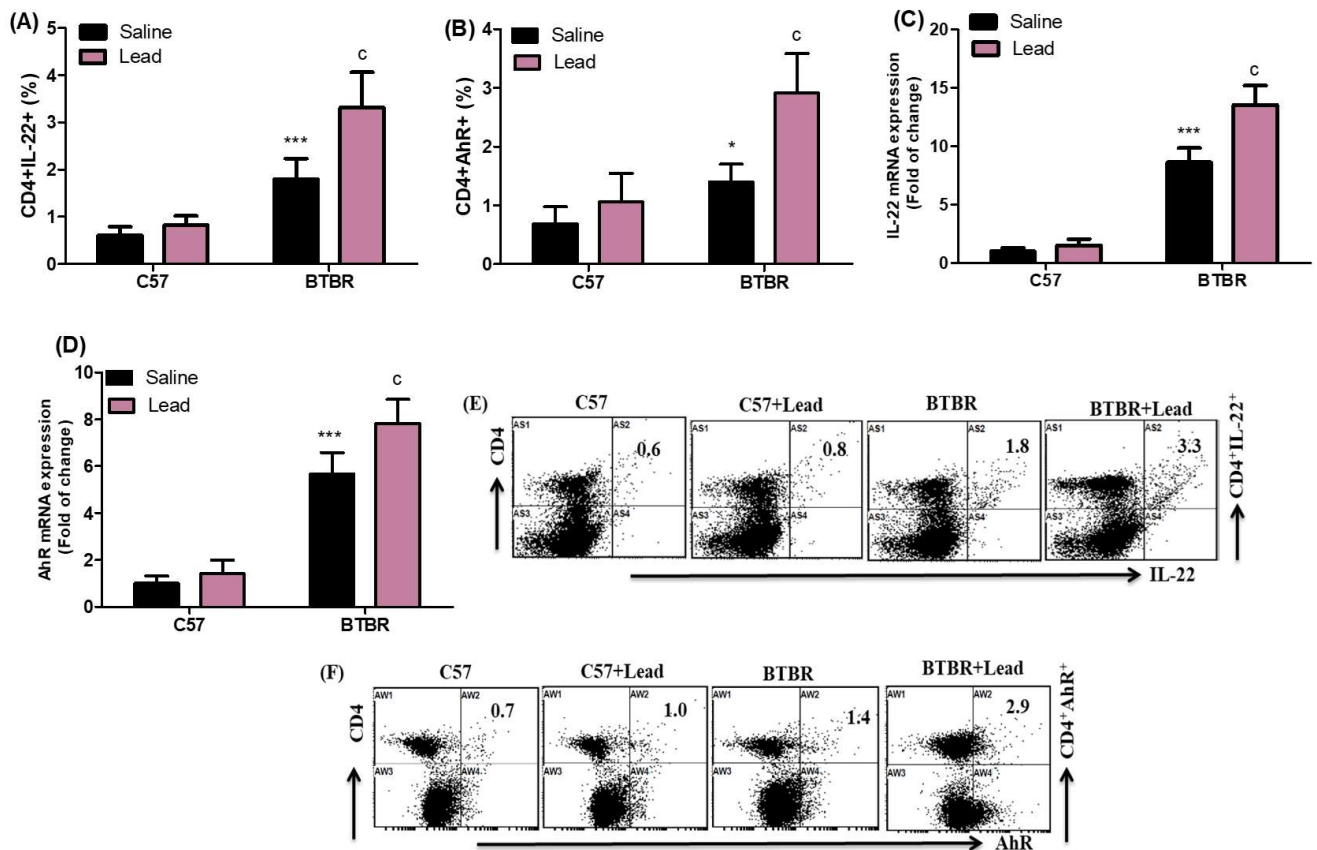 (A)
Saline
Lead
CD4+IL-22+ (%)
5
4
3
2
1
0
***
c
C57
BTBR
(B)
Saline
Lead
CD4+AhR+ (%)
4
3
2
1
0
*
c
C57
BTBR
(C)
Saline
Lead
IL-22 mRNA expression
(Fold of change)
20
15
10
5
0
***
c
C57
BTBR
(D)
Saline
Lead
AhR mRNA expression
(Fold of change)
10
8
6
4
2
0
***
c
C57
BTBR
(E)
C57
C57+Lead
BTBR
BTBR+Lead
CD4
AS1
AS2
0.6
AS3
AS4
AS1
AS2
0.8
AS3
AS4
AS1
AS2
1.8
AS3
AS4
AS1
AS2
3.3
AS3
AS4
CD4⁺IL-22⁺
IL-22
(F)
C57
C57+Lead
BTBR
BTBR+Lead
CD4
AW1
AW2
0.7
AW3
AW4
AW1
AW2
1.0
AW3
AW4
AW1
AW2
1.4
AW3
AW4
AW1
AW2
2.9
AW3
AW4
CD4⁺AhR⁺
AhR